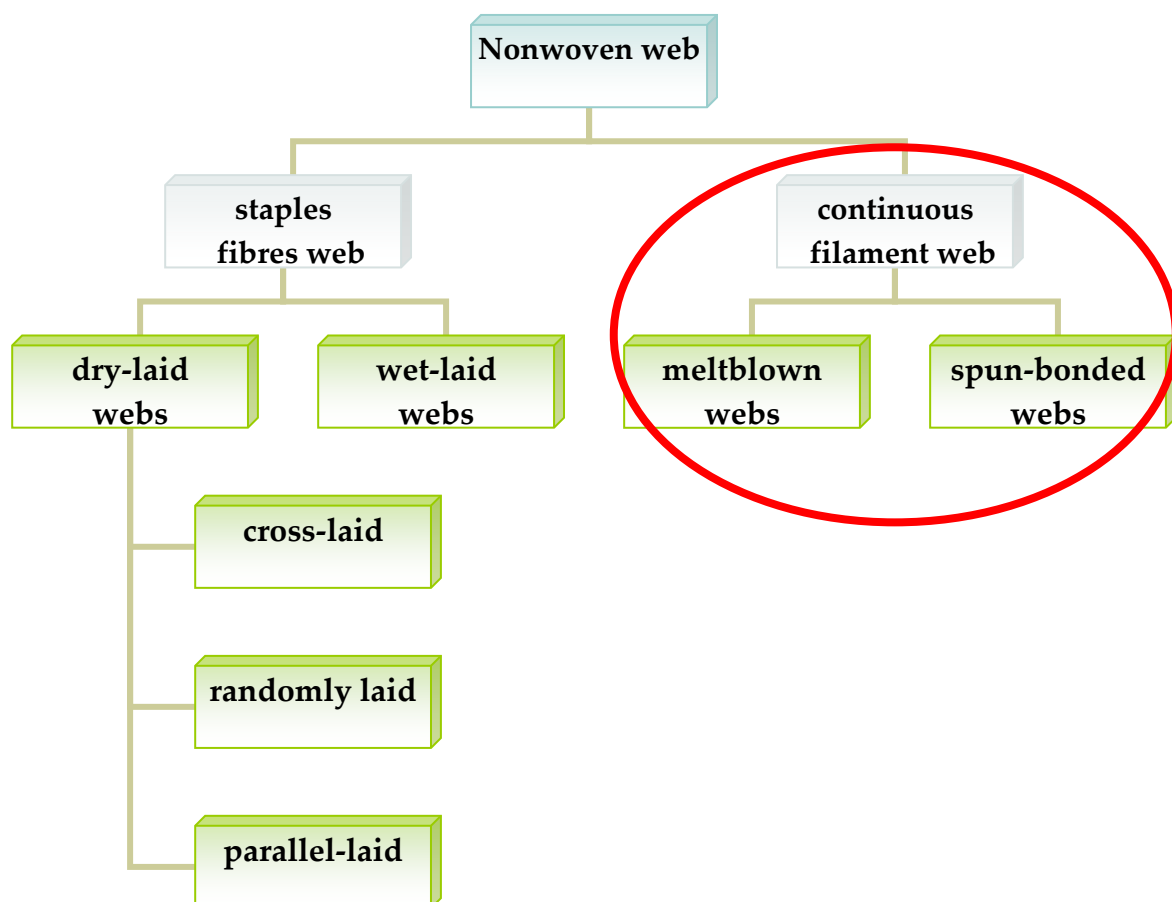 Nonwoven web
staples
fibres web
continuous
filament web
dry-laid
webs
wet-laid
webs
meltblown
webs
spun-bonded
webs
cross-laid
randomly laid
parallel-laid